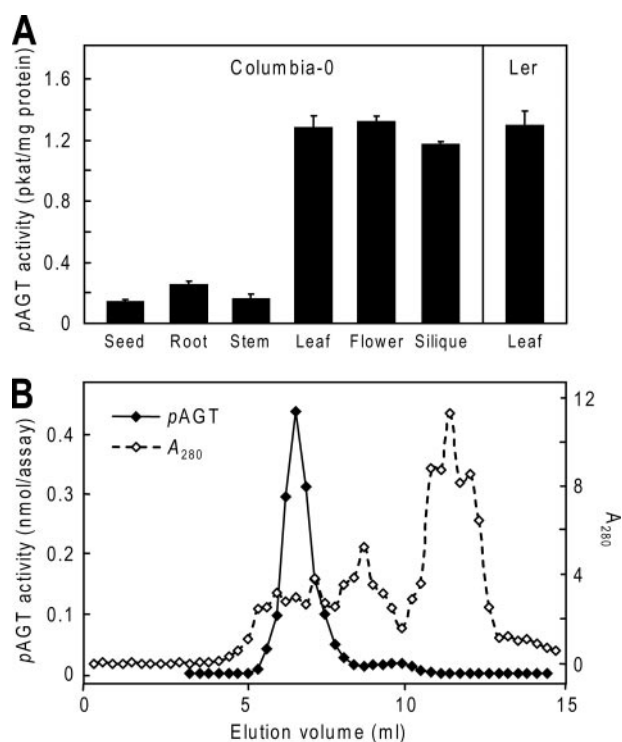 A
Columbia-0
Ler
pAGT activity (pkat/mg protein)
1.6
1.2
0.8
0.4
0
Seed Root Stem Leaf Flower Silique Leaf
B
pAGT
A280
pAGT activity (nmol/assay)
0.4
0.3
0.2
0.1
0
12
8
4
0
A280
0 5 10 15
Elution volume (ml)